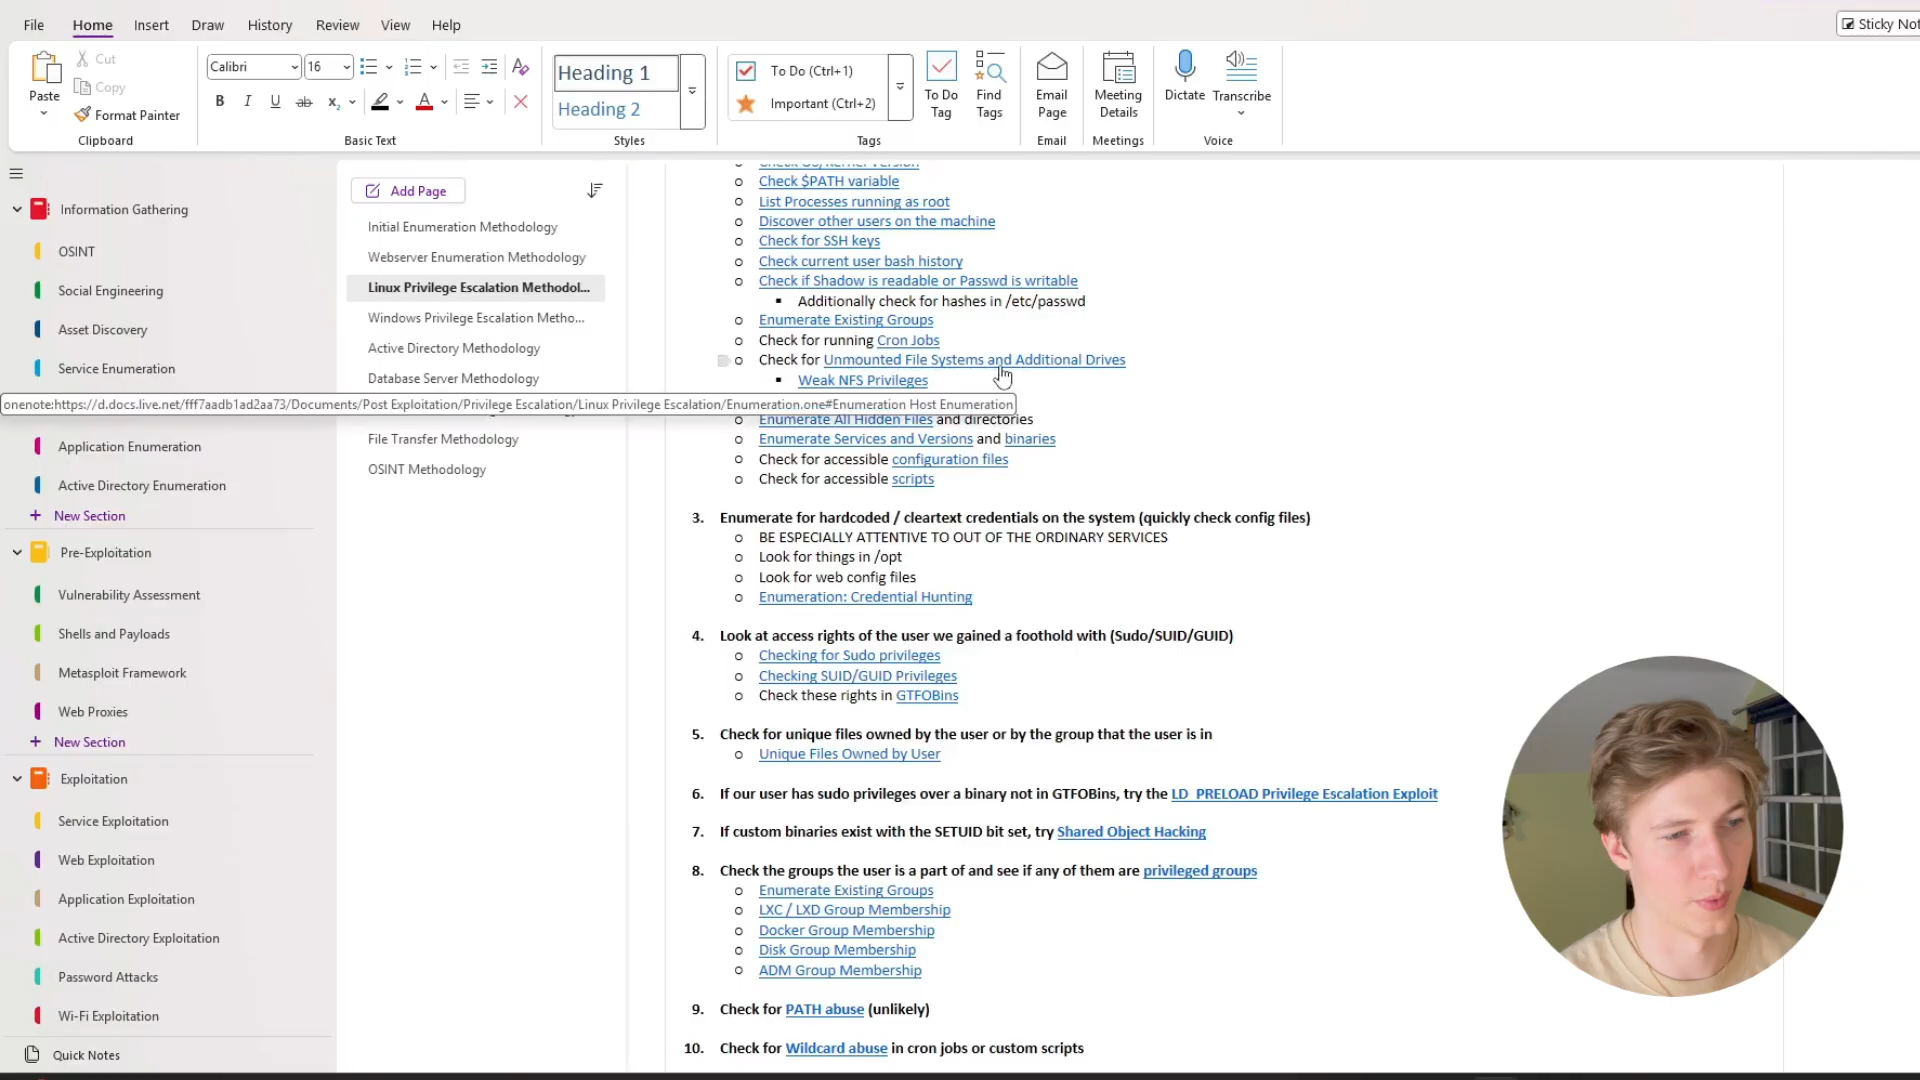 File Home Insert Draw History Review View Help
Sticky Not
Paste
Cut
Copy
Format Painter
Clipboard
Calibri 16
Basic Text
Heading 1
Heading 2
Styles
To Do (Ctrl+1)
Important (Ctrl+2)
To Do Tag
Find Tags
Tags
Email Page
Email
Meeting Details
Meetings
Dictate
Transcribe
Voice
Information Gathering
OSINT
Social Engineering
Asset Discovery
Service Enumeration
Application Enumeration
Active Directory Enumeration
+ New Section
Pre-Exploitation
Vulnerability Assessment
Shells and Payloads
Metasploit Framework
Web Proxies
+ New Section
Exploitation
Service Exploitation
Web Exploitation
Application Exploitation
Active Directory Exploitation
Password Attacks
Wi-Fi Exploitation
Quick Notes
Add Page
Initial Enumeration Methodology
Webserver Enumeration Methodology
Linux Privilege Escalation Methodol...
Windows Privilege Escalation Metho...
Active Directory Methodology
Database Server Methodology
File Transfer Methodology
OSINT Methodology
Check OS/Kernel Version
Check $PATH variable
List Processes running as root
Discover other users on the machine
Check for SSH keys
Check current user bash history
Check if Shadow is readable or Passwd is writable
Additionally check for hashes in /etc/passwd
Enumerate Existing Groups
Check for running Cron Jobs
Check for Unmounted File Systems and Additional Drives
Weak NFS Privileges
onenote:https://d.docs.live.net/fff7aadb1ad2aa73/Documents/Post Exploitation/Privilege Escalation/Linux Privilege Escalation/Enumeration.one#Enumeration Host Enumeration
Enumerate All Hidden Files and directories
Enumerate Services and Versions and binaries
Check for accessible configuration files
Check for accessible scripts
3. Enumerate for hardcoded / cleartext credentials on the system (quickly check config files)
BE ESPECIALLY ATTENTIVE TO OUT OF THE ORDINARY SERVICES
Look for things in /opt
Look for web config files
Enumeration: Credential Hunting
4. Look at access rights of the user we gained a foothold with (Sudo/SUID/GUID)
Checking for Sudo privileges
Checking SUID/GUID Privileges
Check these rights in GTFOBins
5. Check for unique files owned by the user or by the group that the user is in
Unique Files Owned by User
6. If our user has sudo privileges over a binary not in GTFOBins, try the LD_PRELOAD Privilege Escalation Exploit
7. If custom binaries exist with the SETUID bit set, try Shared Object Hacking
8. Check the groups the user is a part of and see if any of them are privileged groups
Enumerate Existing Groups
LXC / LXD Group Membership
Docker Group Membership
Disk Group Membership
ADM Group Membership
9. Check for PATH abuse (unlikely)
10. Check for Wildcard abuse in cron jobs or custom scripts